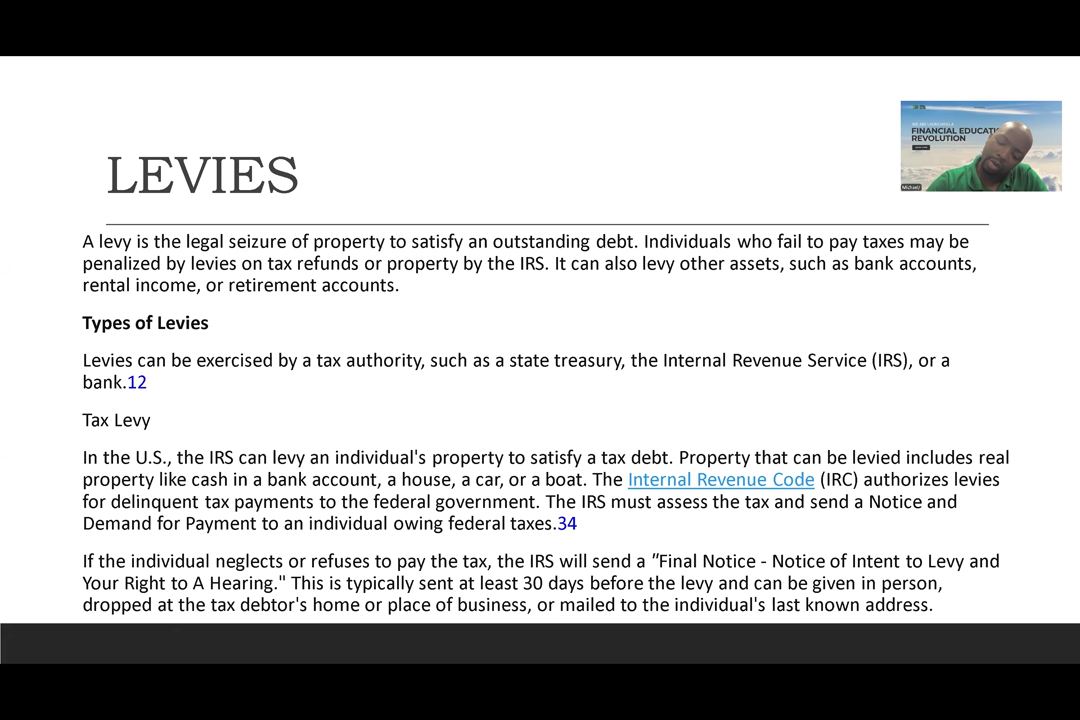 LEVIES
FINANCIAL EDUCATI
REVOLUTION
Michael/
A levy is the legal seizure of property to satisfy an outstanding debt. Individuals who fail to pay taxes may be
penalized by levies on tax refunds or property by the IRS. It can also levy other assets, such as bank accounts,
rental income, or retirement accounts.
Types of Levies
Levies can be exercised by a tax authority, such as a state treasury, the Internal Revenue Service (IRS), or a
bank.12
Tax Levy
In the U.S., the IRS can levy an individual's property to satisfy a tax debt. Property that can be levied includes real
property like cash in a bank account, a house, a car, or a boat. The Internal Revenue Code (IRC) authorizes levies
for delinquent tax payments to the federal government. The IRS must assess the tax and send a Notice and
Demand for Payment to an individual owing federal taxes.34
If the individual neglects or refuses to pay the tax, the IRS will send a "Final Notice - Notice of Intent to Levy and
Your Right to A Hearing." This is typically sent at least 30 days before the levy and can be given in person,
dropped at the tax debtor's home or place of business, or mailed to the individual's last known address.